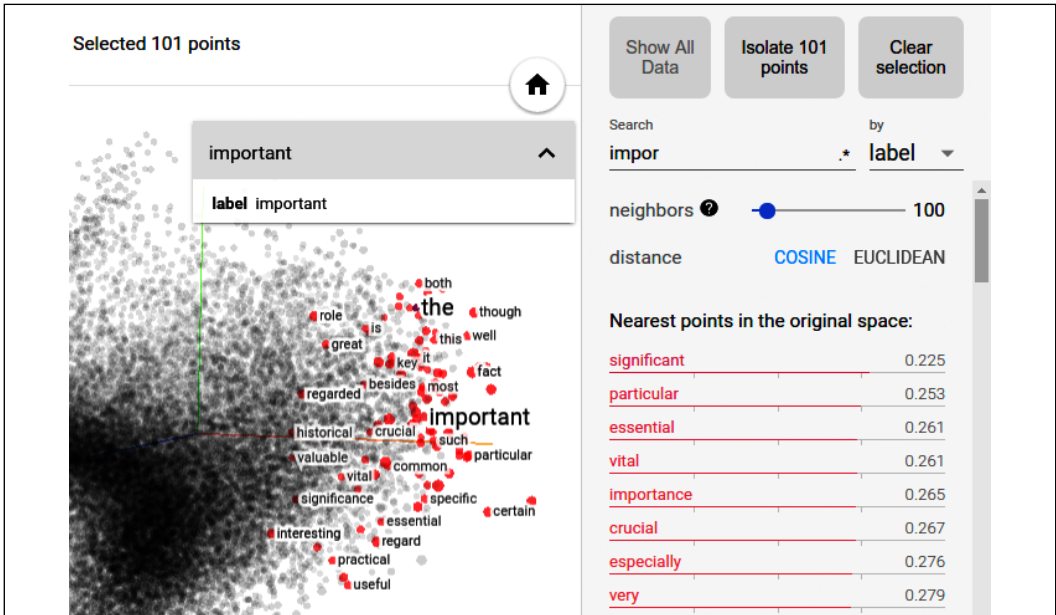 Selected 101 points
important
label important
both
the
though
role
is
this
well
great
key
it
fact
besides
most
regarded
important
historical
crucial
such
valuable
common
particular
vital
significance
specific
certain
essential
interesting
regard
practical
useful
Show All
Data
Isolate 101
points
Clear
selection
Search
by
impor
.*
label
neighbors ?
100
distance
COSINE
EUCLIDEAN
Nearest points in the original space:
significant 0.225
particular 0.253
essential 0.261
vital 0.261
importance 0.265
crucial 0.267
especially 0.276
very 0.279